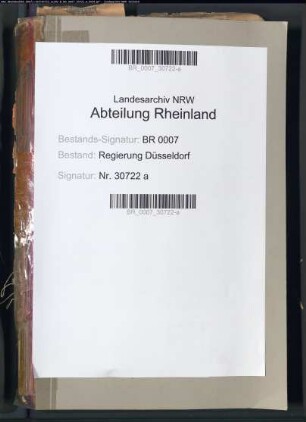 BR_0007_30722-a
Landesarchiv NRW
Abteilung Rheinland
Bestands-Signatur: BR 0007
Bestand: Regierung Düsseldorf
Signatur: Nr. 30722 a
BR_0007_30722-a